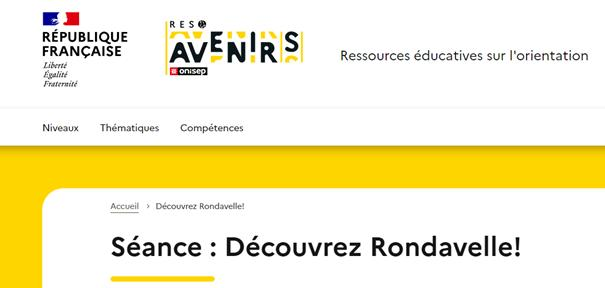 RÉPUBLIQUE
FRANÇAISE
Liberté
Égalité
Fraternité
RESO
AVENIRS
onisep
Ressources éducatives sur l'orientation
Niveaux Thématiques Compétences
Accueil > Découvrez Rondavelle!
Séance : Découvrez Rondavelle!